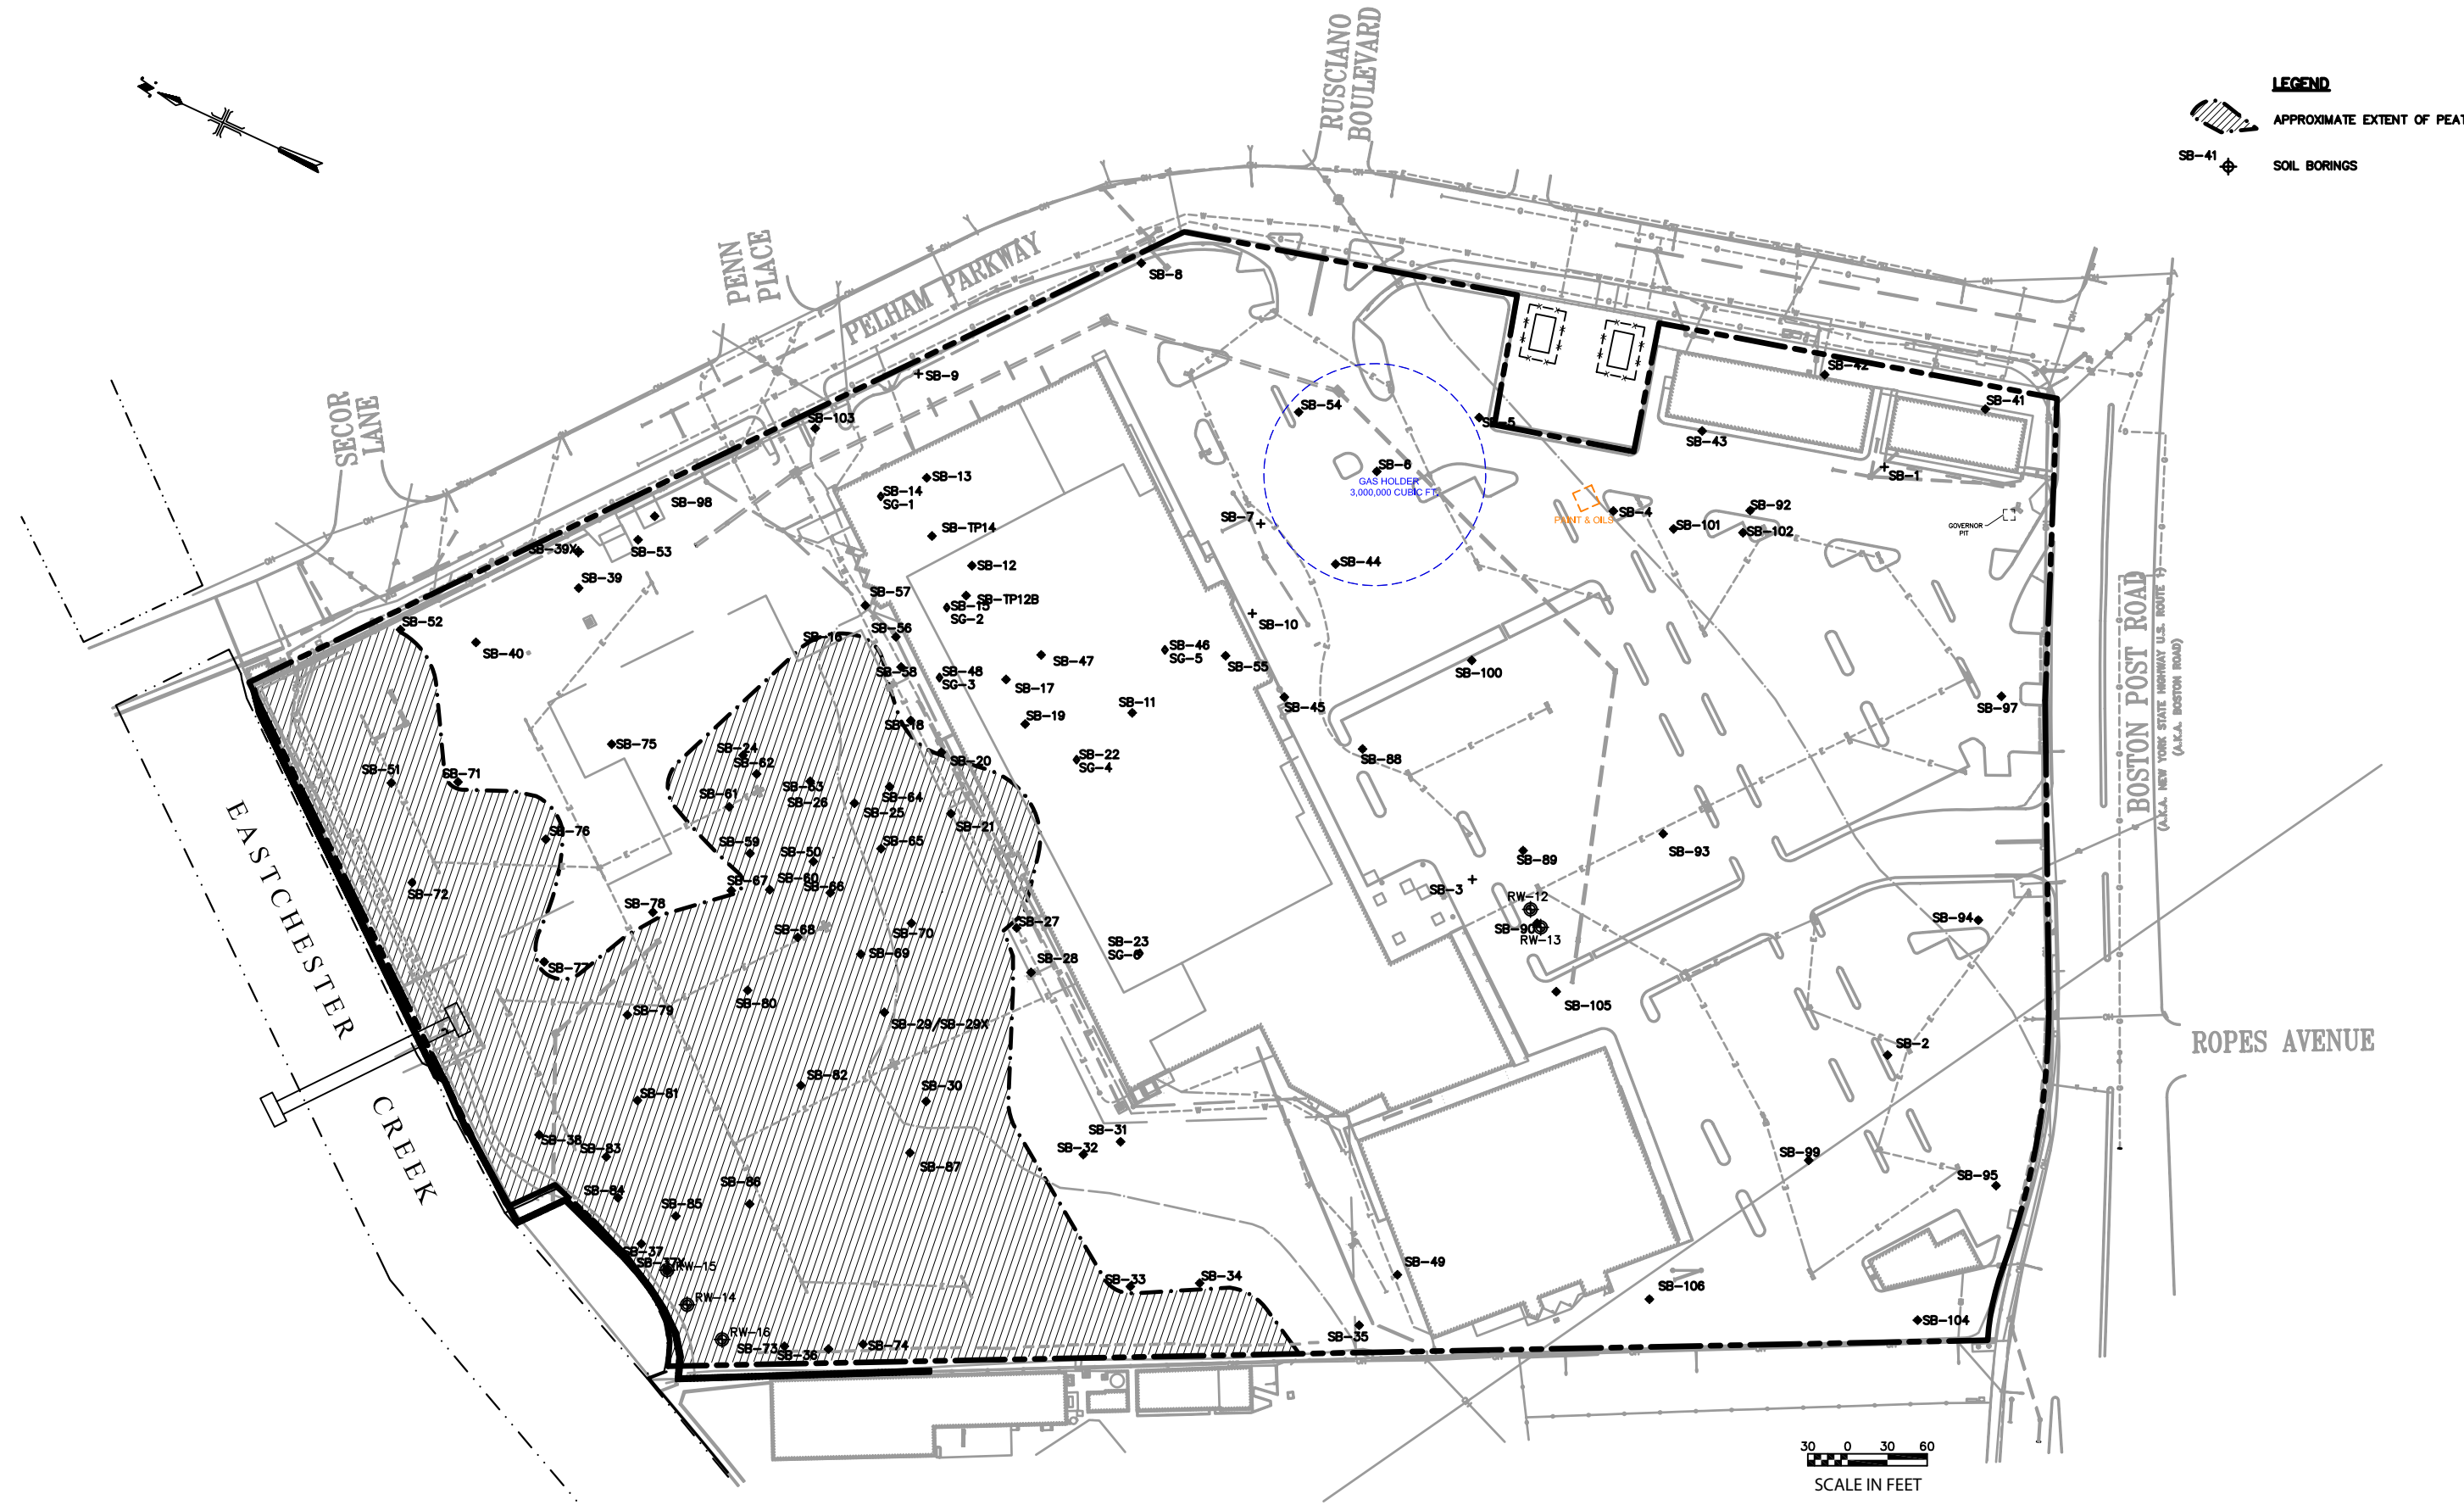 LEGEND
APPROXIMATE EXTENT OF PEAT
SB-41
SOIL BORINGS
N
RUSCIANO
BOULEVARD
PENN
PLACE
PELHAM PARKWAY
SECOR
LANE
SB-8
SB-9
SB-103
SB-54
SB-5
SB-42
SB-41
SB-43
SB-6
GAS HOLDER
3,000,000 CUBIC FT.
SB-1
SB-13
SB-14
SG-1
SB-98
SB-7
PAINT & OILS
SB-4
SB-92
SB-101
SB-102
GOVERNOR
PIT
SB-TP14
SB-39X
SB-53
SB-39
SB-12
SB-44
SB-TP12B
SB-15
SG-2
SB-57
SB-10
SB-52
SB-40
SB-16
SB-56
SB-58
SB-48
SG-3
SB-47
SB-17
SB-46
SG-5
SB-55
SB-100
SB-45
SB-97
BOSTON POST ROAD
(A.K.A. NEW YORK STATE HIGHWAY U.S. ROUTE 1)
(A.K.A. BOSTON ROAD)
SB-18
SB-19
SB-11
SB-75
SB-24
SB-62
SB-20
SB-22
SG-4
SB-88
SB-51
SB-71
SB-61
SB-63
SB-26
SB-64
SB-25
SB-21
SB-76
SB-59
SB-50
SB-65
SB-89
SB-93
SB-72
SB-67
SB-60
SB-66
SB-3
RW-12
SB-90
RW-13
SB-94
SB-78
SB-68
SB-70
SB-27
SB-69
SB-23
SG-6
SB-77
SB-28
SB-80
SB-105
SB-79
SB-29/SB-29X
EASTCHESTER
CREEK
ROPES AVENUE
SB-2
SB-82
SB-30
SB-81
SB-38
SB-83
SB-31
SB-32
SB-87
SB-99
SB-95
SB-84
SB-86
SB-85
SB-37
SB-77X
RW-15
RW-14
SB-33
SB-34
SB-49
SB-106
SB-104
RW-16
SB-73
SB-36
SB-74
SB-35
30 0 30 60
SCALE IN FEET